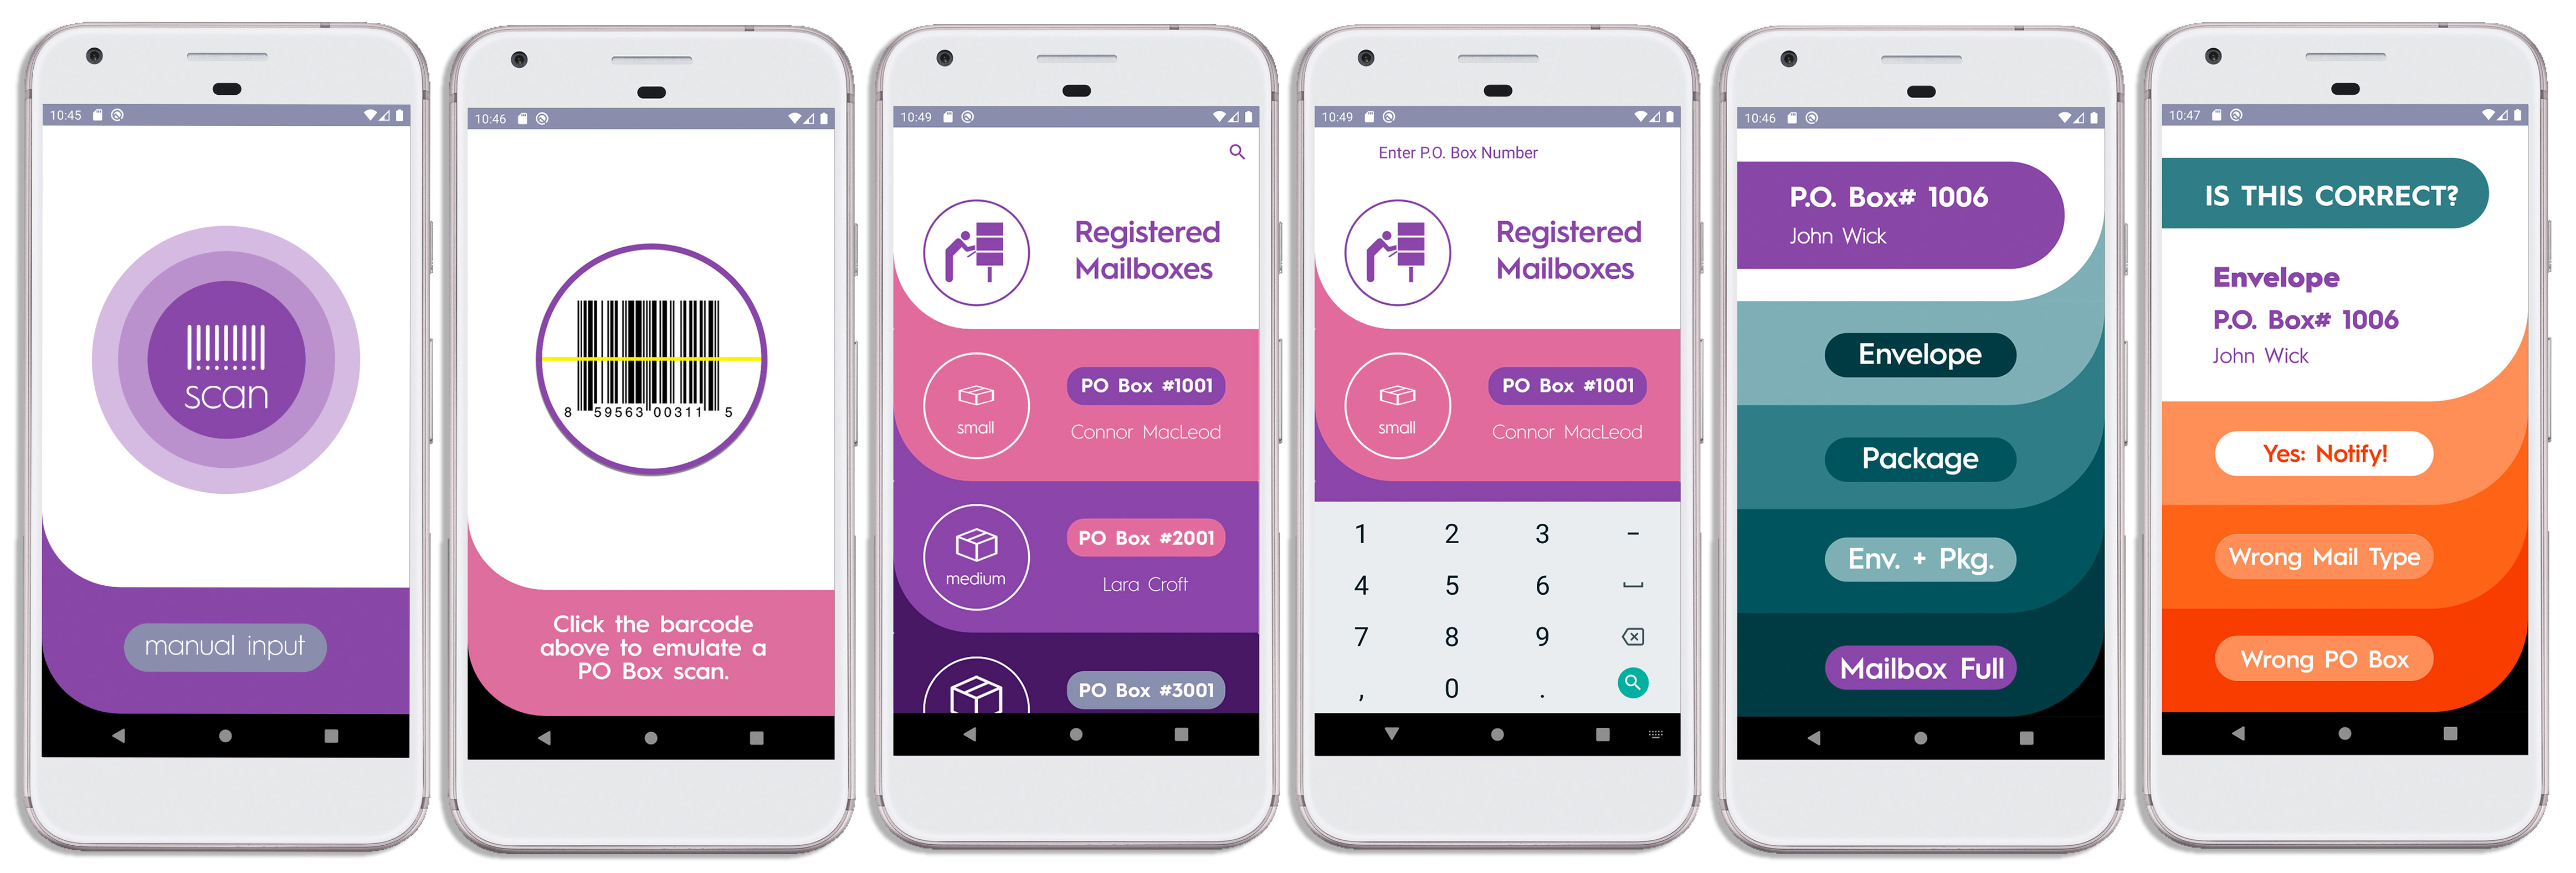 10:45
scan
manual input
10:46
8 59563 00311 5
Click the barcode
above to emulate a
PO Box scan.
10:49
Registered
Mailboxes
small
PO Box #1001
Connor MacLeod
medium
PO Box #2001
Lara Croft
PO Box #3001
10:49
Enter P.O. Box Number
Registered
Mailboxes
small
PO Box #1001
Connor MacLeod
1 2 3 -
4 5 6
7 8 9
, 0 .
10:46
P.O. Box# 1006
John Wick
Envelope
Package
Env. + Pkg.
Mailbox Full
10:47
IS THIS CORRECT?
Envelope
P.O. Box# 1006
John Wick
Yes: Notify!
Wrong Mail Type
Wrong PO Box